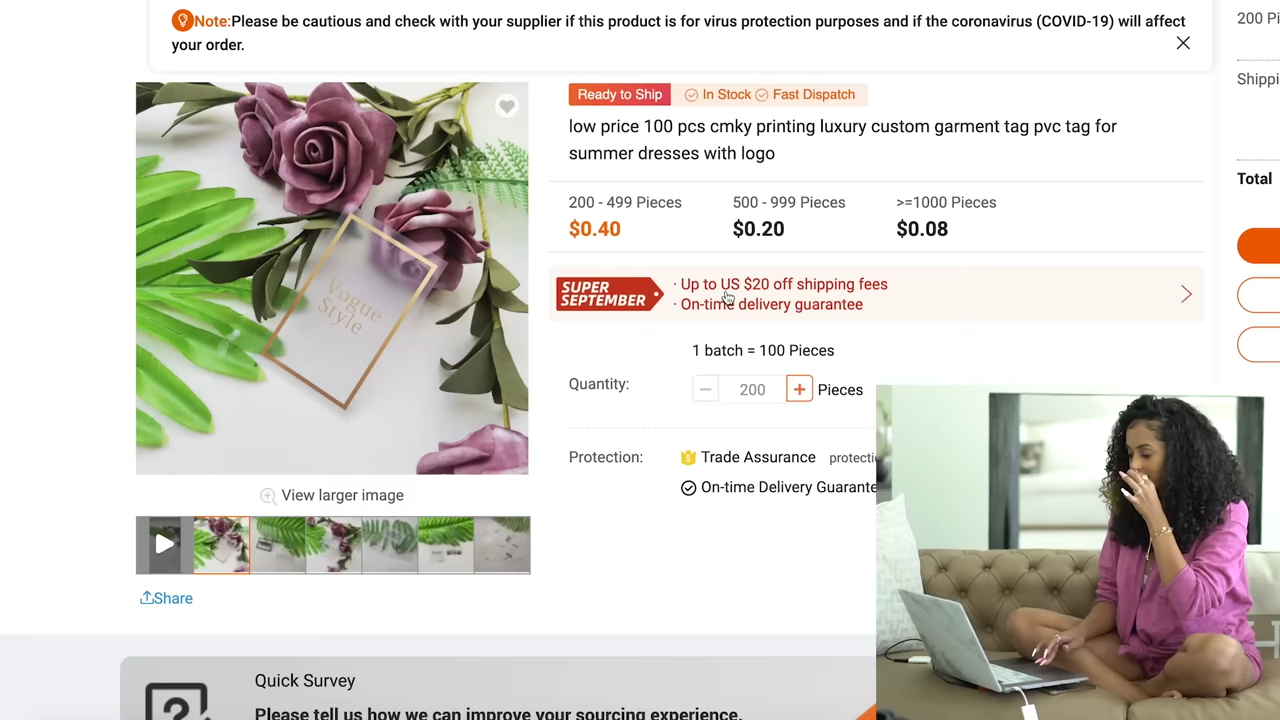 Note:Please be cautious and check with your supplier if this product is for virus protection purposes and if the coronavirus (COVID-19) will affect
your order.
200 Pi
Shippi
Total
Ready to Ship In Stock Fast Dispatch
low price 100 pcs cmky printing luxury custom garment tag pvc tag for
summer dresses with logo
200 - 499 Pieces 500 - 999 Pieces >=1000 Pieces
$0.40 $0.20 $0.08
SUPER
SEPTEMBER
· Up to US $20 off shipping fees
· On-time delivery guarantee
Vogue
Style
1 batch = 100 Pieces
Quantity: − 200 + Pieces
Protection: Trade Assurance protecti
On-time Delivery Guarante
View larger image
Share
Quick Survey
Please tell us how we can improve your sourcing experience.